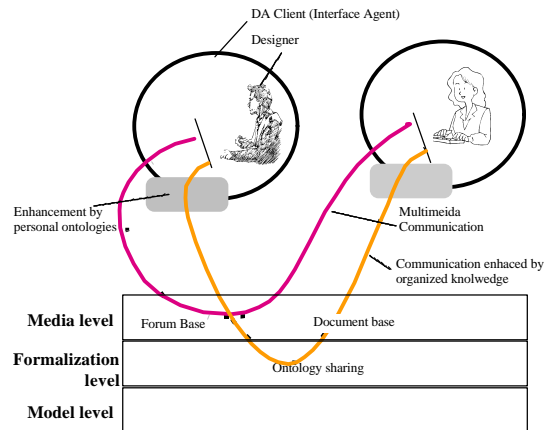 DA Client (Interface Agent)
Designer
Enhancement by
personal ontologies
Multimeida
Communication
Communication enhaced by
organized knolwedge
Media level
Forum Base
Document base
Formalization
level
Ontology sharing
Model level